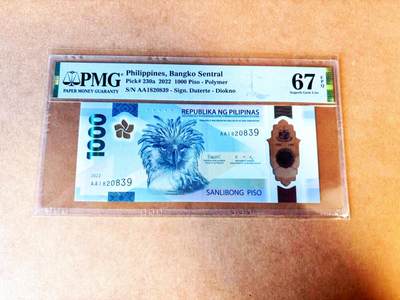 PMG
PAPER MONEY GUARANTY
Philippines, Bangko Sentral
Pick# 230a 2022 1000 Piso - Polymer
S/N AA1820839 - Sign. Duterte - Diokno
67 EPQ
Superb Gem Unc
REPUBLIKA NG PILIPINAS
AA1820839
1000
2022
AA1820839
SANLIBONG PISO